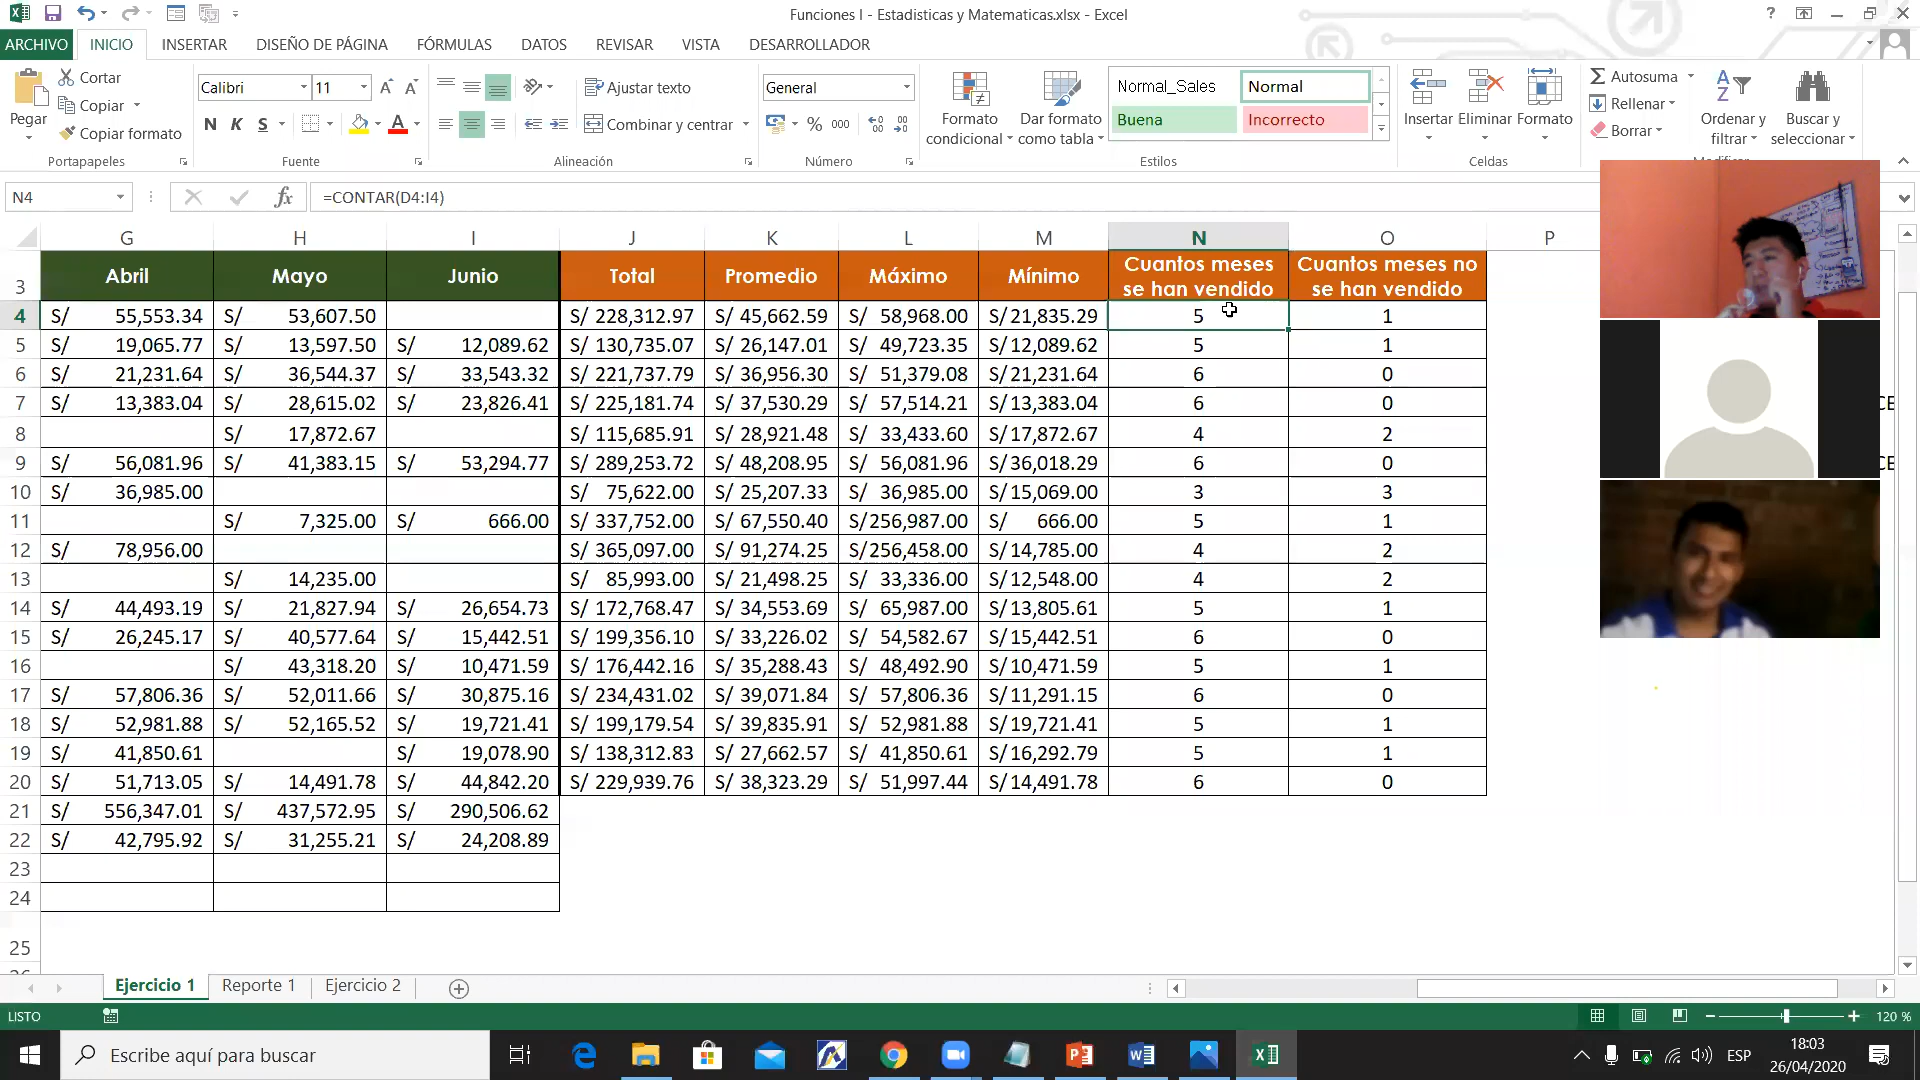 Funciones I - Estadisticas y Matematicas.xlsx - Excel
ARCHIVO INICIO INSERTAR DISEÑO DE PÁGINA FÓRMULAS DATOS REVISAR VISTA DESARROLLADOR
Pegar
Cortar
Copiar
Copiar formato
Portapapeles
Calibri 11
N K S
Fuente
Ajustar texto
Combinar y centrar
Alineación
General
% 000
Número
Formato condicional
Dar formato como tabla
Normal_Sales Normal
Buena Incorrecto
Estilos
Insertar Eliminar Formato
Celdas
Autosuma
Rellenar
Borrar
Ordenar y filtrar
Buscar y seleccionar
N4 fx =CONTAR(D4:I4)
G H I J K L M N O P
3 Abril Mayo Junio Total Promedio Máximo Mínimo Cuantos meses se han vendido Cuantos meses no se han vendido
4 S/ 55,553.34 S/ 53,607.50 S/ 228,312.97 S/ 45,662.59 S/ 58,968.00 S/ 21,835.29 5 1
5 S/ 19,065.77 S/ 13,597.50 S/ 12,089.62 S/ 130,735.07 S/ 26,147.01 S/ 49,723.35 S/ 12,089.62 5 1
6 S/ 21,231.64 S/ 36,544.37 S/ 33,543.32 S/ 221,737.79 S/ 36,956.30 S/ 51,379.08 S/ 21,231.64 6 0
7 S/ 13,383.04 S/ 28,615.02 S/ 23,826.41 S/ 225,181.74 S/ 37,530.29 S/ 57,514.21 S/ 13,383.04 6 0
8 S/ 17,872.67 S/ 115,685.91 S/ 28,921.48 S/ 33,433.60 S/ 17,872.67 4 2
9 S/ 56,081.96 S/ 41,383.15 S/ 53,294.77 S/ 289,253.72 S/ 48,208.95 S/ 56,081.96 S/ 36,018.29 6 0
10 S/ 36,985.00 S/ 75,622.00 S/ 25,207.33 S/ 36,985.00 S/ 15,069.00 3 3
11 S/ 7,325.00 S/ 666.00 S/ 337,752.00 S/ 67,550.40 S/ 256,987.00 S/ 666.00 5 1
12 S/ 78,956.00 S/ 365,097.00 S/ 91,274.25 S/ 256,458.00 S/ 14,785.00 4 2
13 S/ 14,235.00 S/ 85,993.00 S/ 21,498.25 S/ 33,336.00 S/ 12,548.00 4 2
14 S/ 44,493.19 S/ 21,827.94 S/ 26,654.73 S/ 172,768.47 S/ 34,553.69 S/ 65,987.00 S/ 13,805.61 5 1
15 S/ 26,245.17 S/ 40,577.64 S/ 15,442.51 S/ 199,356.10 S/ 33,226.02 S/ 54,582.67 S/ 15,442.51 6 0
16 S/ 43,318.20 S/ 10,471.59 S/ 176,442.16 S/ 35,288.43 S/ 48,492.90 S/ 10,471.59 5 1
17 S/ 57,806.36 S/ 52,011.66 S/ 30,875.16 S/ 234,431.02 S/ 39,071.84 S/ 57,806.36 S/ 11,291.15 6 0
18 S/ 52,981.88 S/ 52,165.52 S/ 19,721.41 S/ 199,179.54 S/ 39,835.91 S/ 52,981.88 S/ 19,721.41 5 1
19 S/ 41,850.61 S/ 19,078.90 S/ 138,312.83 S/ 27,662.57 S/ 41,850.61 S/ 16,292.79 5 1
20 S/ 51,713.05 S/ 14,491.78 S/ 44,842.20 S/ 229,939.76 S/ 38,323.29 S/ 51,997.44 S/ 14,491.78 6 0
21 S/ 556,347.01 S/ 437,572.95 S/ 290,506.62
22 S/ 42,795.92 S/ 31,255.21 S/ 24,208.89
23
24
25
Ejercicio 1 Reporte 1 Ejercicio 2
LISTO 120 %
Escribe aquí para buscar
ESP
18:03
26/04/2020